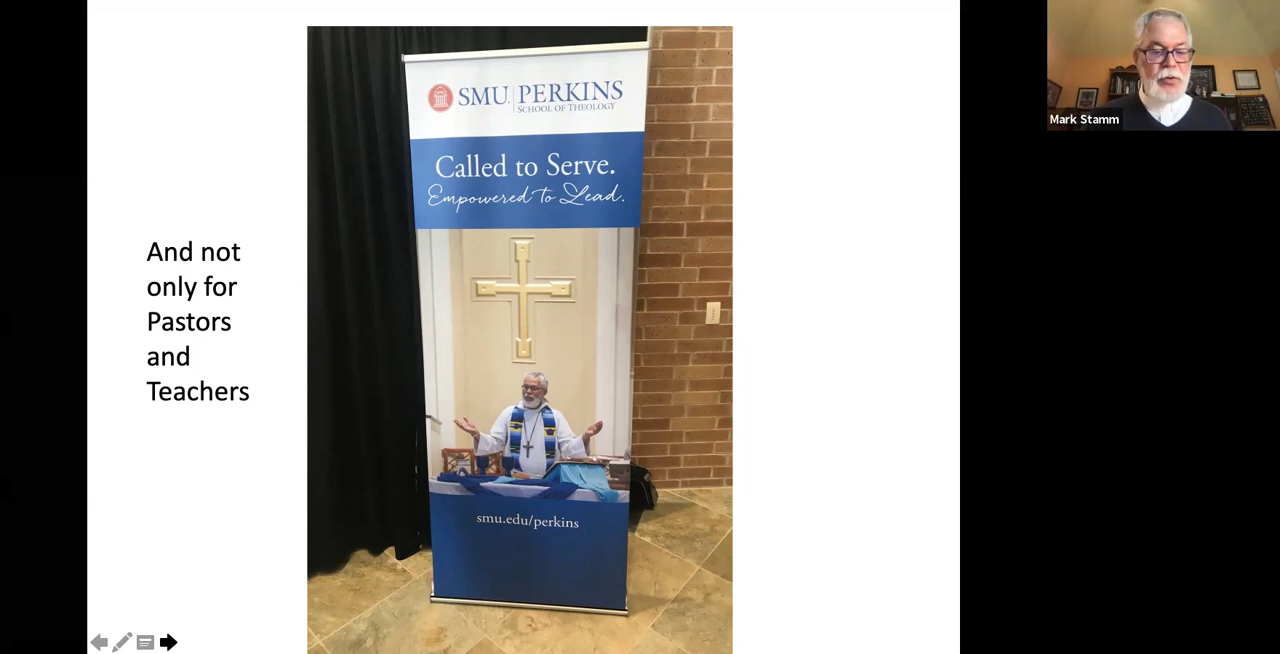 And not
only for
Pastors
and
Teachers
SMU PERKINS
SCHOOL OF THEOLOGY
Called to Serve.
Empowered to Lead.
smu.edu/perkins
Mark Stamm